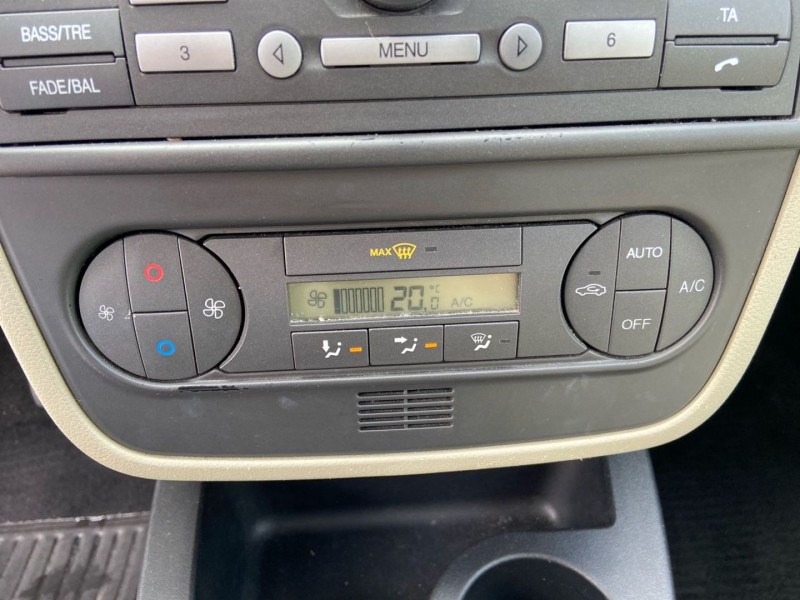 BASS/TRE
3
MENU
6
TA
FADE/BAL
MAX
AUTO
20.0 °C A/C
A/C
OFF